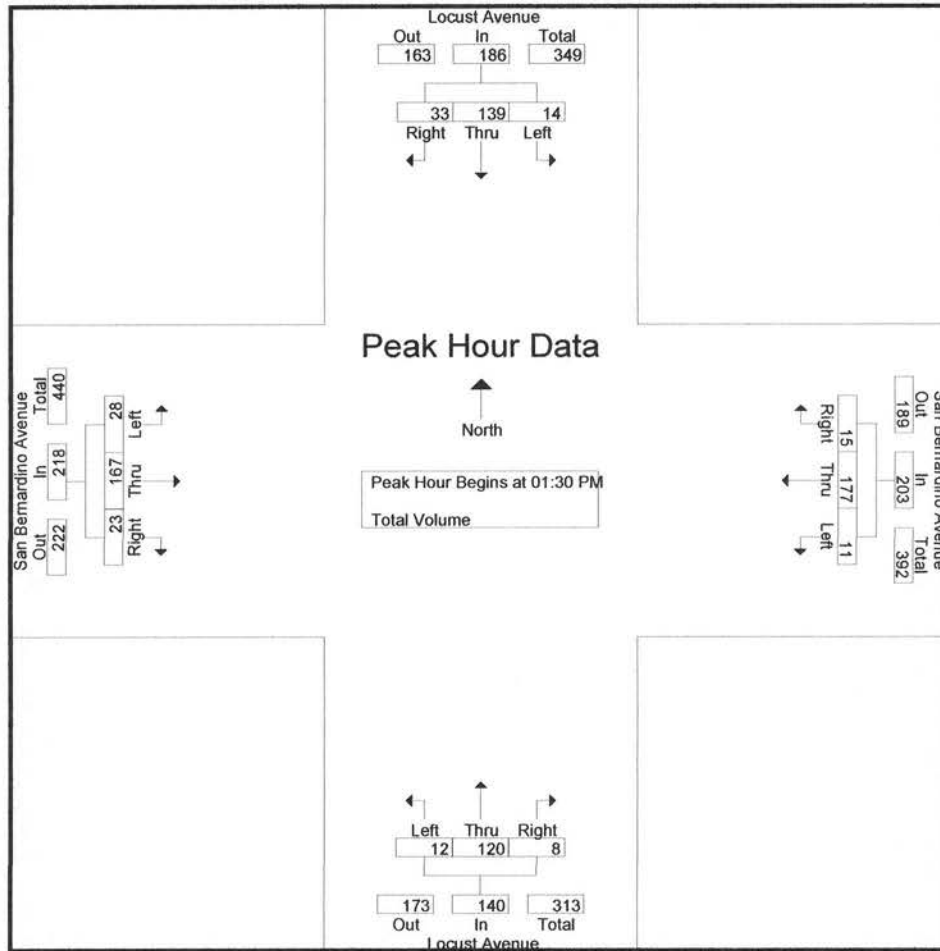 Locust Avenue
Out In Total
163 186 349
33 139 14
Right Thru Left
Peak Hour Data
North
Peak Hour Begins at 01:30 PM
Total Volume
San Bernardino Avenue
Out In Total
222 218 440
28 167 23
Left Thru Right
Right Thru Left
15 177 11
Out In Total
189 203 392
San Bernardino Avenue
Left Thru Right
12 120 8
173 140 313
Out In Total
Locust Avenue